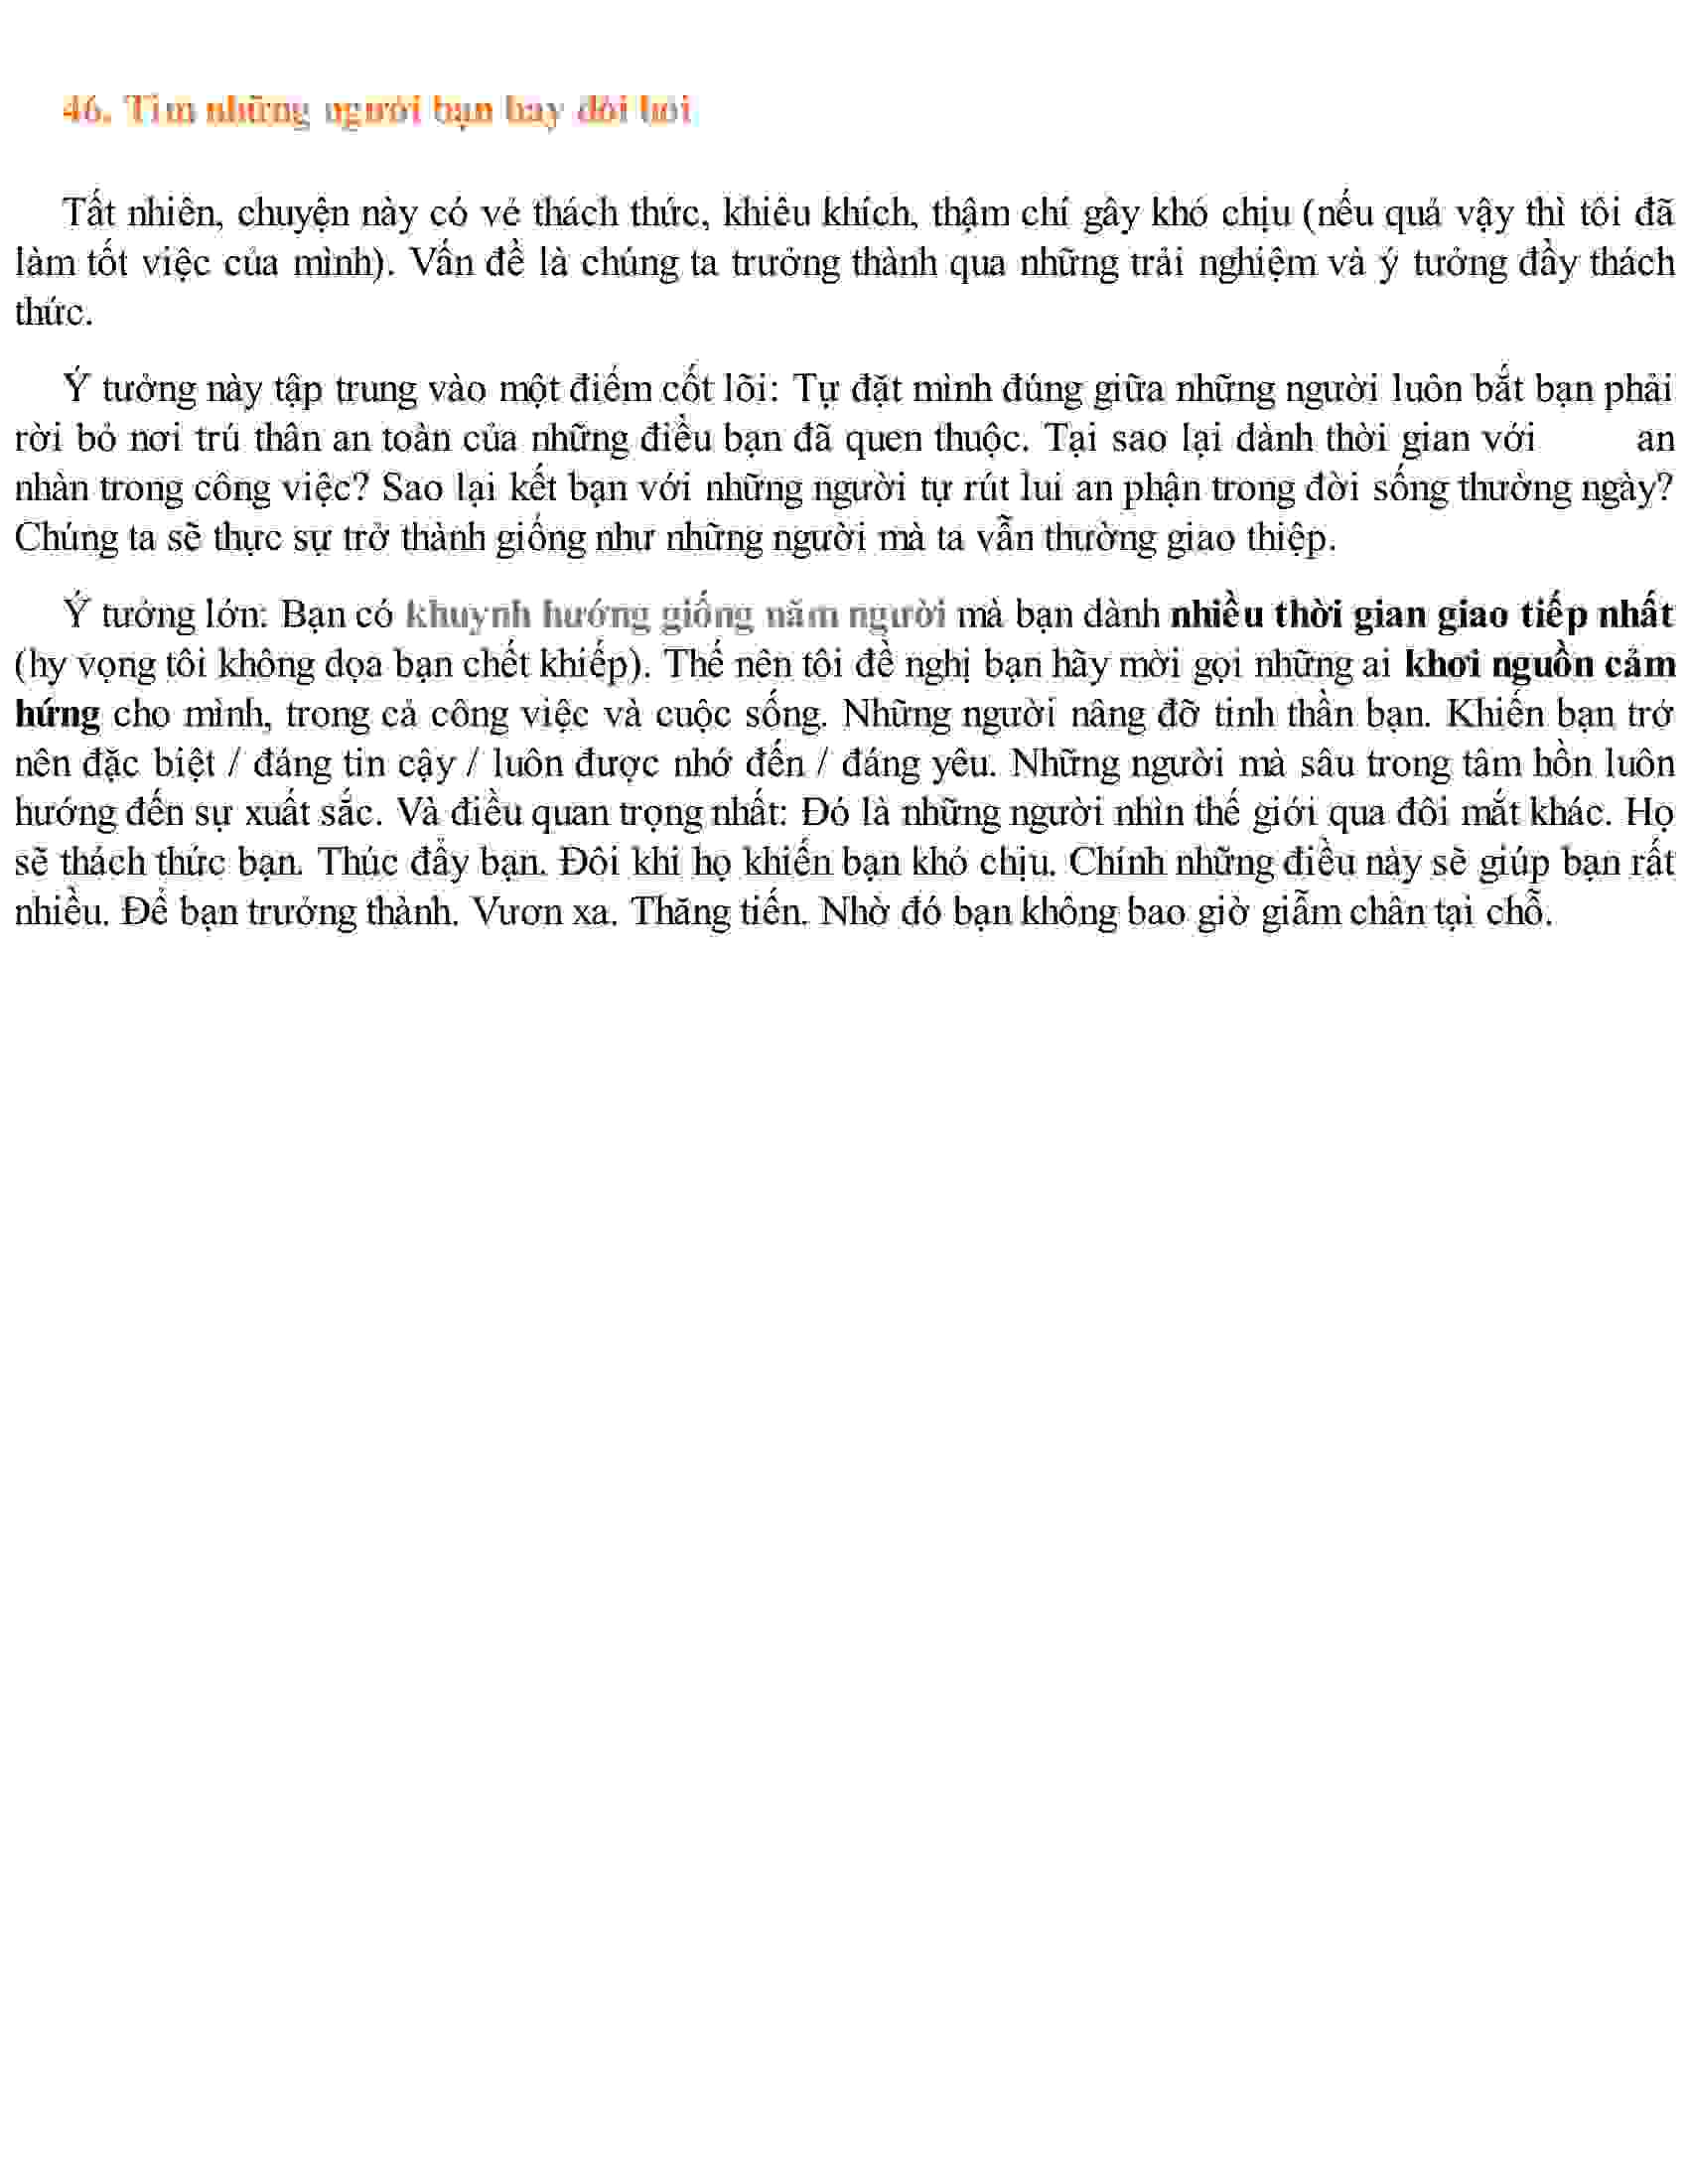 46. Tìm những người bạn hay đòi hỏi
Tất nhiên, chuyện này có vẻ thách thức, khiêu khích, thậm chí gây khó chịu (nếu quả vậy thì tôi đã
làm tốt việc của mình). Vấn đề là chúng ta trưởng thành qua những trải nghiệm và ý tưởng đầy thách
thức.
Ý tưởng này tập trung vào một điểm cốt lõi: Tự đặt mình đúng giữa những người luôn bắt bạn phải
rời bỏ nơi trú thân an toàn của những điều bạn đã quen thuộc. Tại sao lại dành thời gian với an
nhàn trong công việc? Sao lại kết bạn với những người tự rút lui an phận trong đời sống thường ngày?
Chúng ta sẽ thực sự trở thành giống như những người mà ta vẫn thường giao thiệp.
Ý tưởng lớn: Bạn có khuynh hướng giống năm người mà bạn dành nhiều thời gian giao tiếp nhất
(hy vọng tôi không dọa bạn chết khiếp). Thế nên tôi đề nghị bạn hãy mời gọi những ai khơi nguồn cảm
hứng cho mình, trong cả công việc và cuộc sống. Những người nâng đỡ tinh thần bạn. Khiến bạn trở
nên đặc biệt / đáng tin cậy / luôn được nhớ đến / đáng yêu. Những người mà sâu trong tâm hồn luôn
hướng đến sự xuất sắc. Và điều quan trọng nhất: Đó là những người nhìn thế giới qua đôi mắt khác. Họ
sẽ thách thức bạn. Thúc đẩy bạn. Đôi khi họ khiến bạn khó chịu. Chính những điều này sẽ giúp bạn rất
nhiều. Để bạn trưởng thành. Vươn xa. Thăng tiến. Nhờ đó bạn không bao giờ giẫm chân tại chỗ.